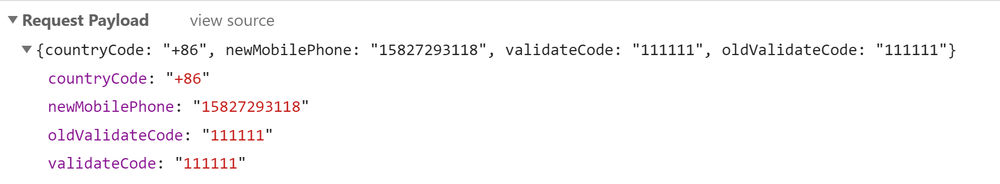 Request Payload view source
{countryCode: "+86", newMobilePhone: "15827293118", validateCode: "111111", oldValidateCode: "111111"}
countryCode: "+86"
newMobilePhone: "15827293118"
oldValidateCode: "111111"
validateCode: "111111"